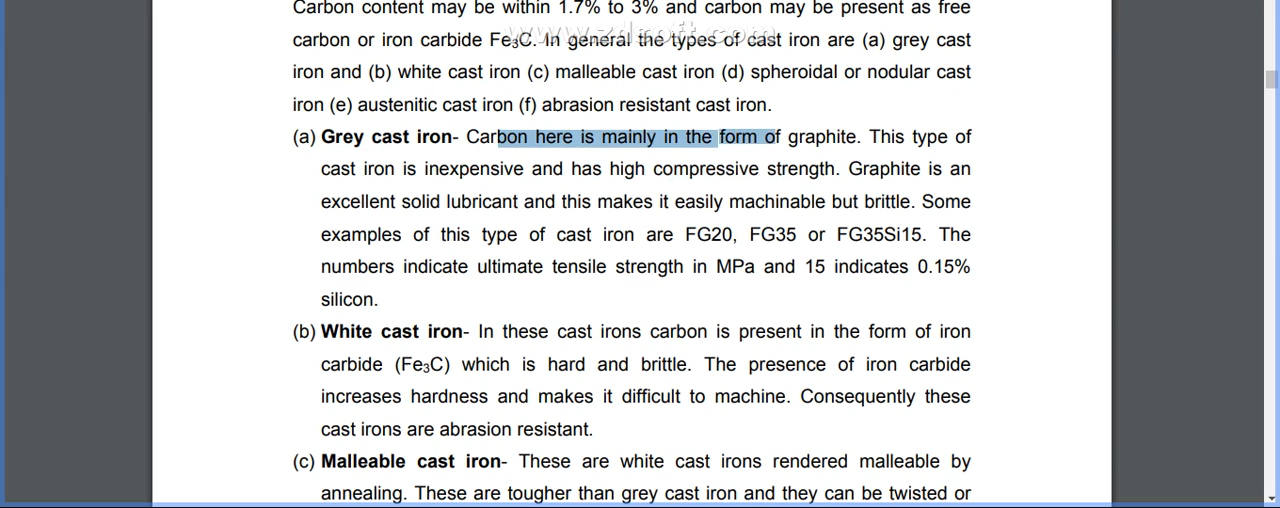 Carbon content may be within 1.7% to 3% and carbon may be present as free
www.zdsoft.com
carbon or iron carbide Fe₃C. In general the types of cast iron are (a) grey cast
iron and (b) white cast iron (c) malleable cast iron (d) spheroidal or nodular cast
iron (e) austenitic cast iron (f) abrasion resistant cast iron.
(a) Grey cast iron- Carbon here is mainly in the form of graphite. This type of
cast iron is inexpensive and has high compressive strength. Graphite is an
excellent solid lubricant and this makes it easily machinable but brittle. Some
examples of this type of cast iron are FG20, FG35 or FG35Si15. The
numbers indicate ultimate tensile strength in MPa and 15 indicates 0.15%
silicon.
(b) White cast iron- In these cast irons carbon is present in the form of iron
carbide (Fe₃C) which is hard and brittle. The presence of iron carbide
increases hardness and makes it difficult to machine. Consequently these
cast irons are abrasion resistant.
(c) Malleable cast iron- These are white cast irons rendered malleable by
annealing. These are tougher than grey cast iron and they can be twisted or